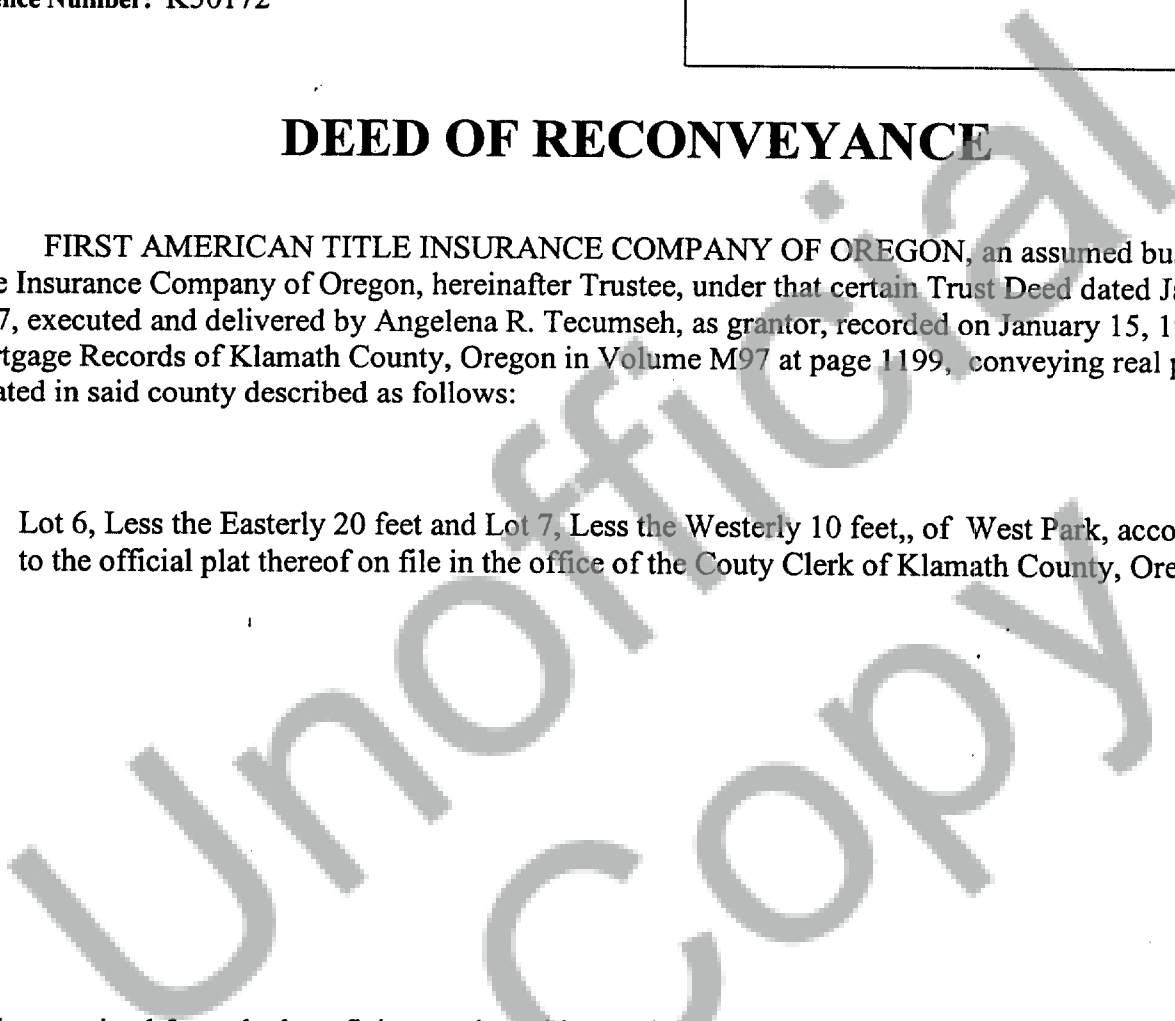 Number: K50172
DEED OF RECONVEYANCE
FIRST AMERICAN TITLE INSURANCE COMPANY OF OREGON, an assumed bu
e Insurance Company of Oregon, hereinafter Trustee, under that certain Trust Deed dated Ja
7, executed and delivered by Angelena R. Tecumseh, as grantor, recorded on January 15, 1
tgage Records of Klamath County, Oregon in Volume M97 at page 1199, conveying real p
ated in said county described as follows:
Lot 6, Less the Easterly 20 feet and Lot 7, Less the Westerly 10 feet,, of West Park, acco
to the official plat thereof on file in the office of the Couty Clerk of Klamath County, Ore
Unofficial
Copy